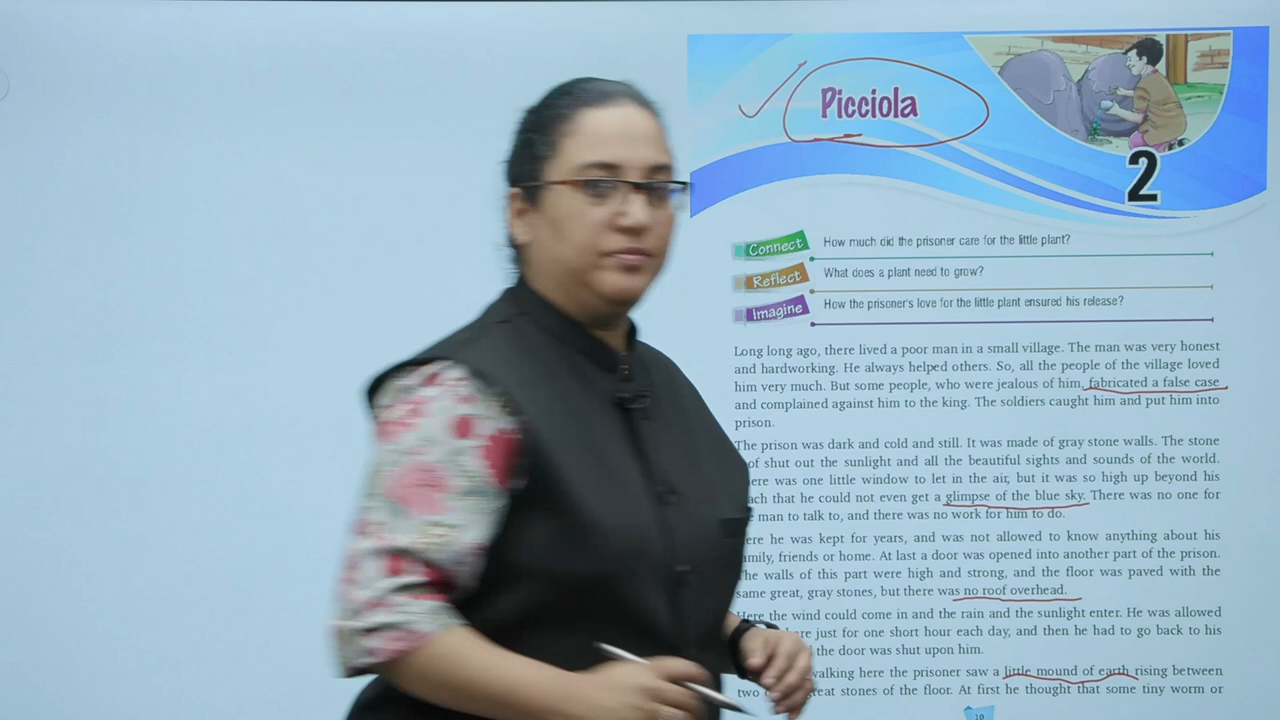 Picciola
2
Connect How much did the prisoner care for the little plant?
Reflect What does a plant need to grow?
Imagine How the prisoner's love for the little plant ensured his release?
Long long ago, there lived a poor man in a small village. The man was very honest
and hardworking. He always helped others. So, all the people of the village loved
him very much. But some people, who were jealous of him, fabricated a false case
and complained against him to the king. The soldiers caught him and put him into
prison.
The prison was dark and cold and still. It was made of gray stone walls. The stone
shut out the sunlight and all the beautiful sights and sounds of the world.
was one little window to let in the air, but it was so high up beyond his
that he could not even get a glimpse of the blue sky. There was no one for
man to talk to, and there was no work for him to do.
he was kept for years, and was not allowed to know anything about his
friends or home. At last a door was opened into another part of the prison.
The walls of this part were high and strong, and the floor was paved with the
same great, gray stones, but there was no roof overhead.
Here the wind could come in and the rain and the sunlight enter. He was allowed
just for one short hour each day, and then he had to go back to his
the door was shut upon him.
walking here the prisoner saw a little mound of earth rising between
two great stones of the floor. At first he thought that some tiny worm or
10